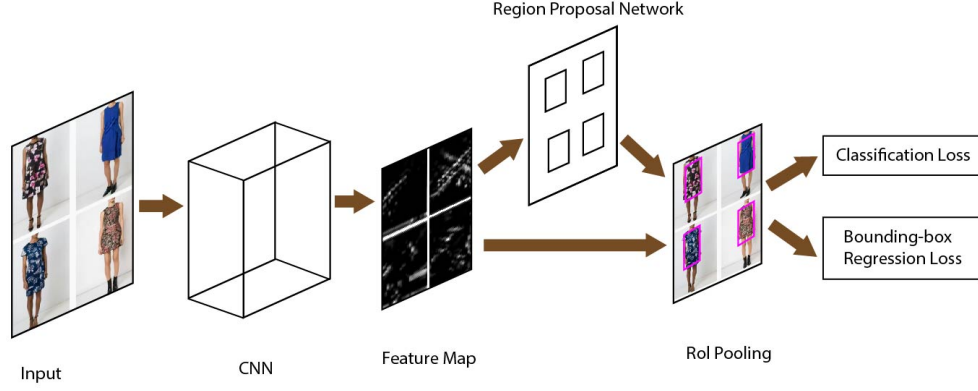 Region Proposal Network
Classification Loss
Bounding-box
Regression Loss
Input
CNN
Feature Map
RoI Pooling